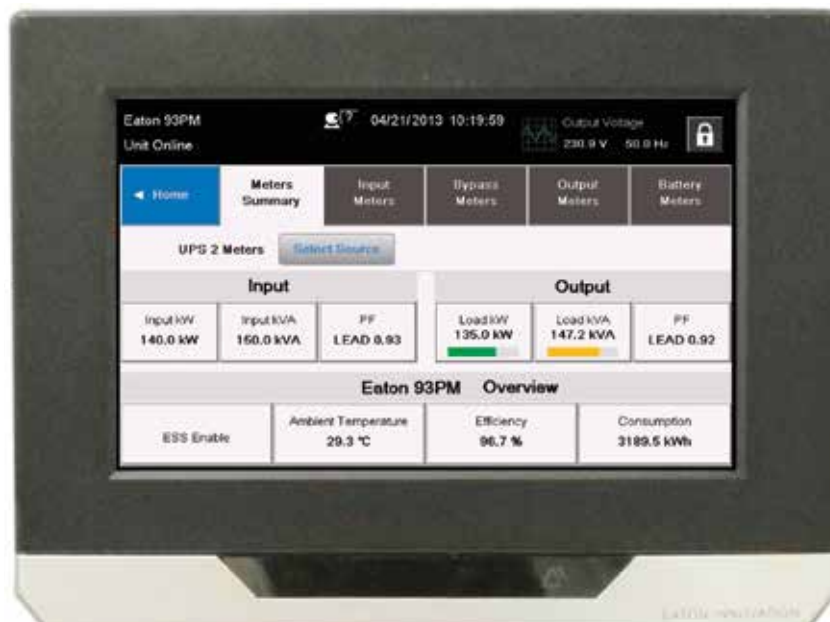 Eaton 93PM
Unit Online
04/21/2013 10:19:59
Output Voltage
230.9 V 50.0 Hz
Home
Meters Summary
Input Meters
Bypass Meters
Output Meters
Battery Meters
UPS 2 Meters Select Source
Input
Output
Input kW
140.0 kW
Input kVA
150.0 kVA
PF
LEAD 0.93
Load kW
135.0 kW
Load kVA
147.2 kVA
PF
LEAD 0.92
Eaton 93PM Overview
ESS Enable
Ambient Temperature
29.3 °C
Efficiency
96.7 %
Consumption
3189.5 kWh